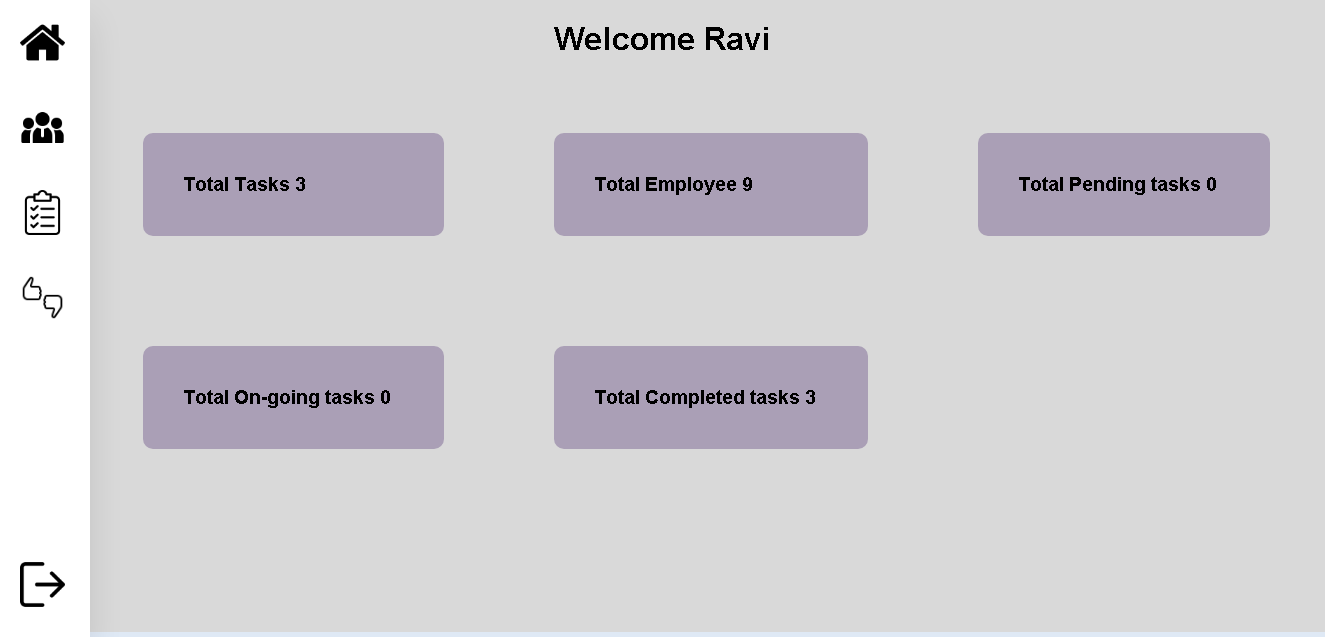 Welcome Ravi
Total Tasks 3
Total Employee 9
Total Pending tasks 0
Total On-going tasks 0
Total Completed tasks 3